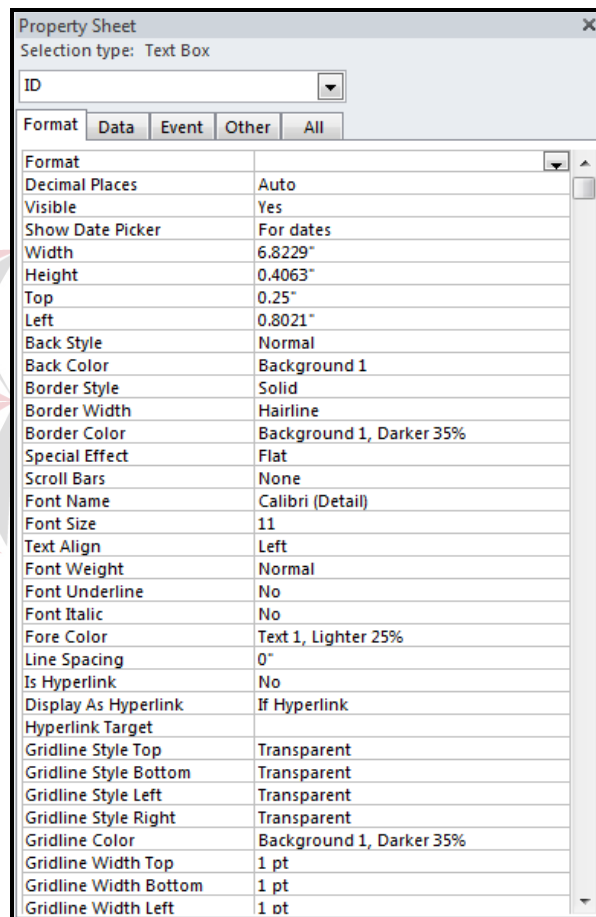 Property Sheet
Selection type: Text Box
ID
Format Data Event Other All
Format
Decimal Places Auto
Visible Yes
Show Date Picker For dates
Width 6.8229"
Height 0.4063"
Top 0.25"
Left 0.8021"
Back Style Normal
Back Color Background 1
Border Style Solid
Border Width Hairline
Border Color Background 1, Darker 35%
Special Effect Flat
Scroll Bars None
Font Name Calibri (Detail)
Font Size 11
Text Align Left
Font Weight Normal
Font Underline No
Font Italic No
Fore Color Text 1, Lighter 25%
Line Spacing 0"
Is Hyperlink No
Display As Hyperlink If Hyperlink
Hyperlink Target
Gridline Style Top Transparent
Gridline Style Bottom Transparent
Gridline Style Left Transparent
Gridline Style Right Transparent
Gridline Color Background 1, Darker 35%
Gridline Width Top 1 pt
Gridline Width Bottom 1 pt
Gridline Width Left 1 pt